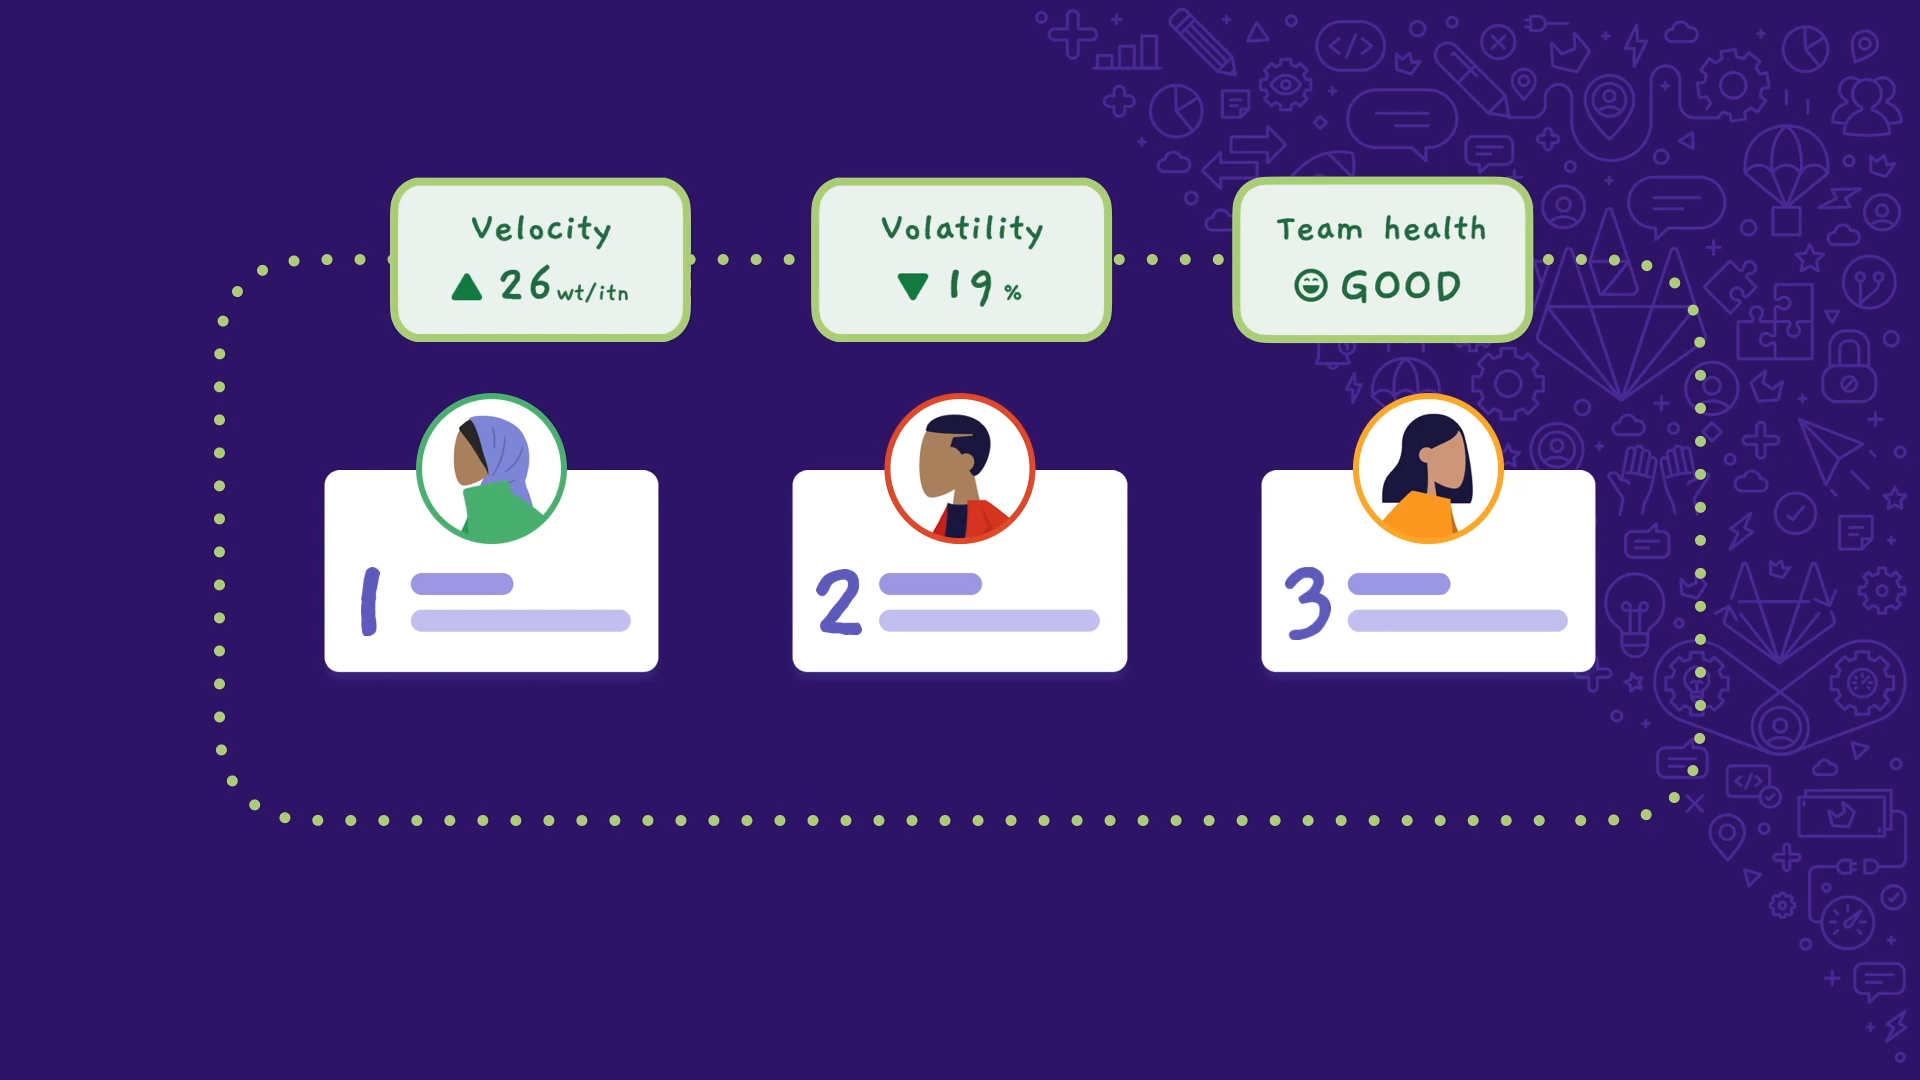 Velocity
▲ 26 wt/itn
Volatility
▼ 19 %
Team health
GOOD
1
2
3